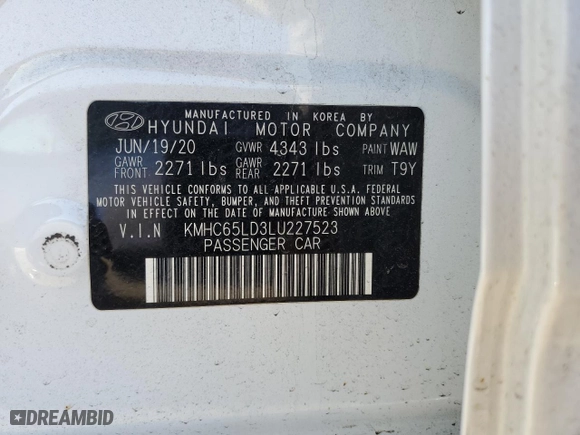 MANUFACTURED IN KOREA BY
HYUNDAI MOTOR COMPANY
JUN/19/20 GVWR 4343 lbs PAINT WAW
GAWR FRONT 2271 lbs GAWR REAR 2271 lbs TRIM T9Y
THIS VEHICLE CONFORMS TO ALL APPLICABLE U.S.A. FEDERAL
MOTOR VEHICLE SAFETY, BUMPER, AND THEFT PREVENTION STANDARDS
IN EFFECT ON THE DATE OF MANUFACTURE SHOWN ABOVE.
V.I.N KMHC65LD3LU227523
PASSENGER CAR
DREAMBID